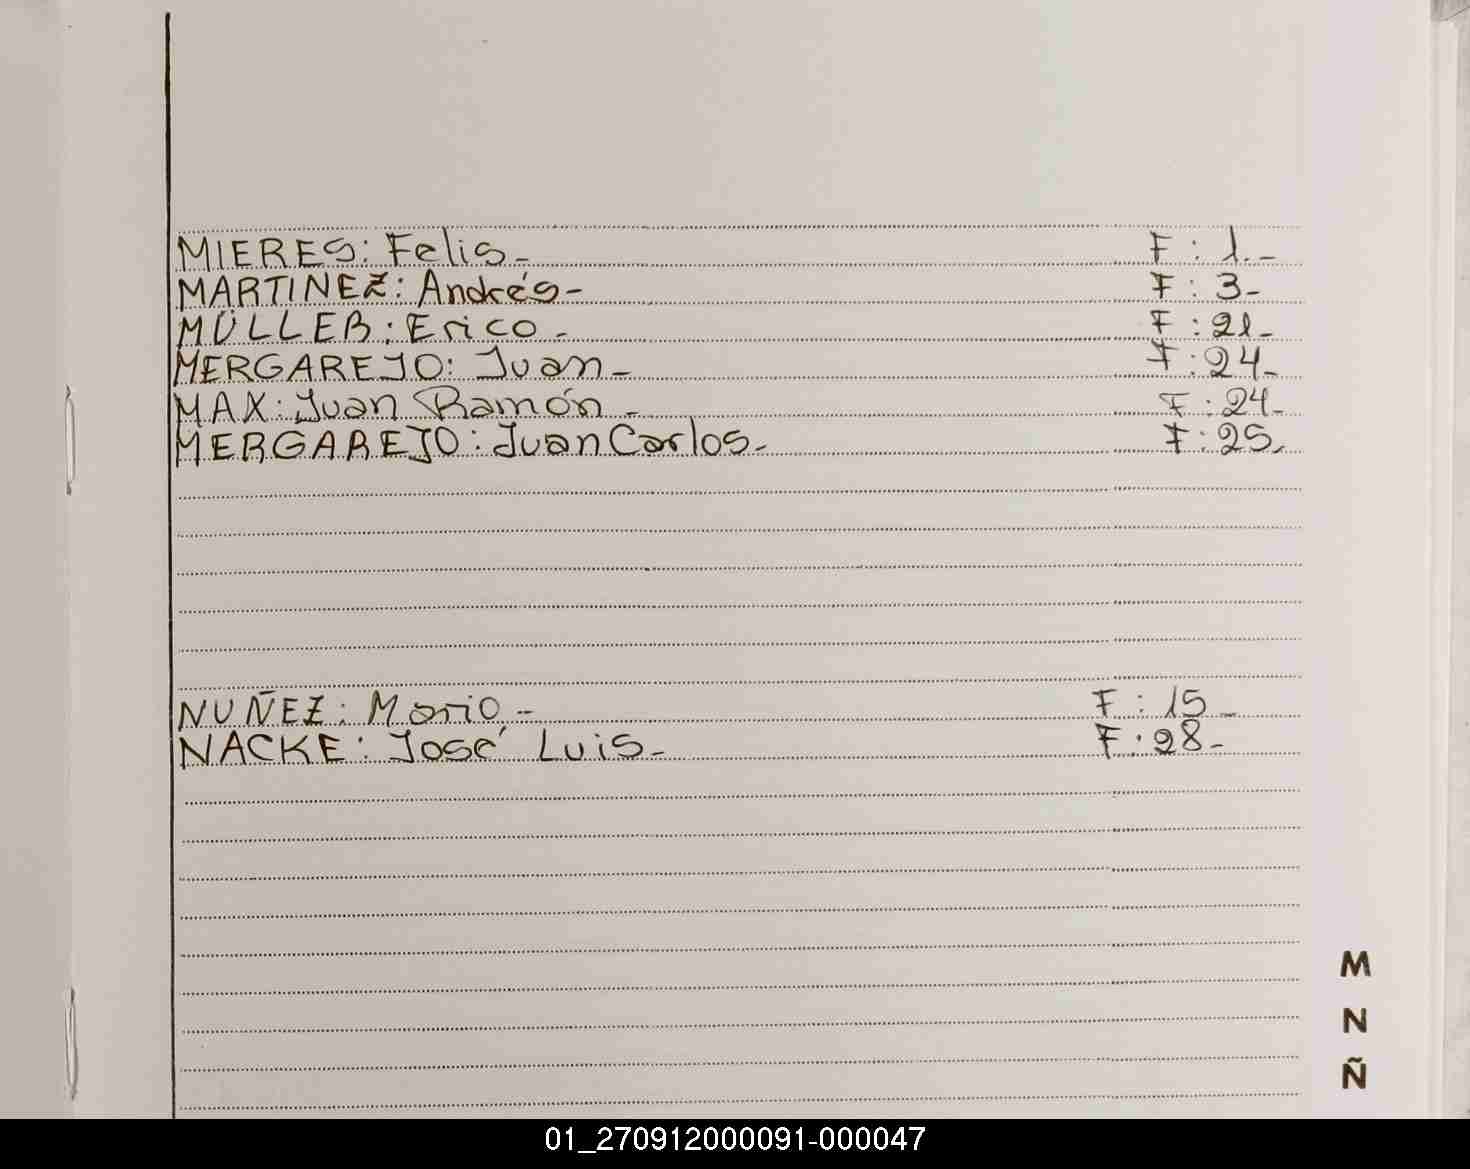 MIERES: Felis- F: 1.-
MARTINEZ: Andrés- F: 3-
MÜLLER: Erico- F: 21-
MERGAREJO: Juan- F: 24-
MAX: Juan Ramón- F: 24-
MERGAREJO: Juan Carlos- F: 25-
NUÑEZ: Mario- F: 15-
NACKE: José Luis- F: 28-
M
N
Ñ
01_270912000091-000047